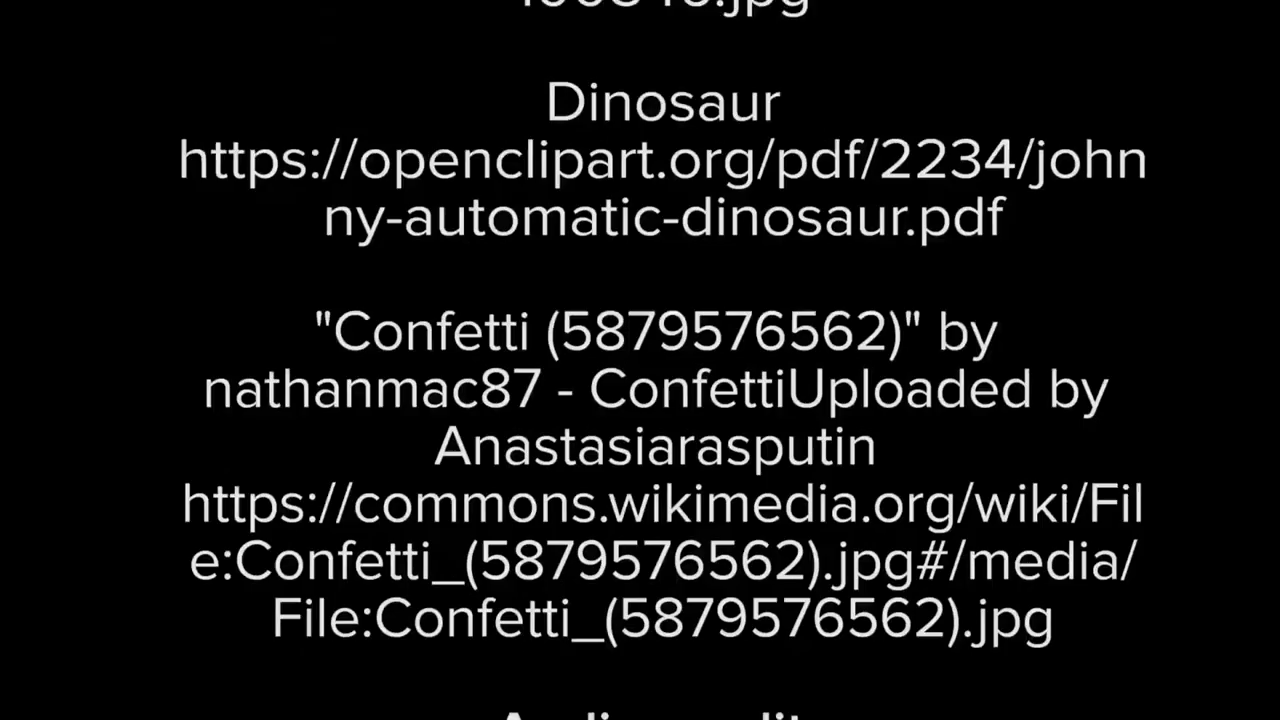 Dinosaur
https://openclipart.org/pdf/2234/john
ny-automatic-dinosaur.pdf
"Confetti (5879576562)" by
nathanmac87 - ConfettiUploaded by
Anastasiarasputin
https://commons.wikimedia.org/wiki/Fil
e:Confetti_(5879576562).jpg#/media/
File:Confetti_(5879576562).jpg